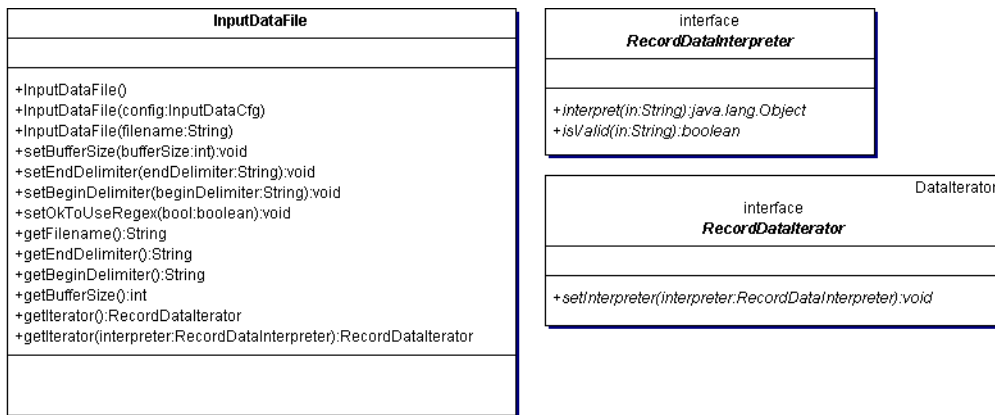 InputDataFile
+InputDataFile()
+InputDataFile(config:InputDataCfg)
+InputDataFile(filename:String)
+setBufferSize(bufferSize:int):void
+setEndDelimiter(endDelimiter:String):void
+setBeginDelimiter(beginDelimiter:String):void
+setOkToUseRegex(bool:boolean):void
+getFilename():String
+getEndDelimiter():String
+getBeginDelimiter():String
+getBufferSize():int
+getIterator():RecordDataIterator
+getIterator(interpreter:RecordDataInterpreter):RecordDataIterator
interface
RecordDataInterpreter
+interpret(in:String):java.lang.Object
+isValid(in:String):boolean
DataIterator
interface
RecordDataIterator
+setInterpreter(interpreter:RecordDataInterpreter):void